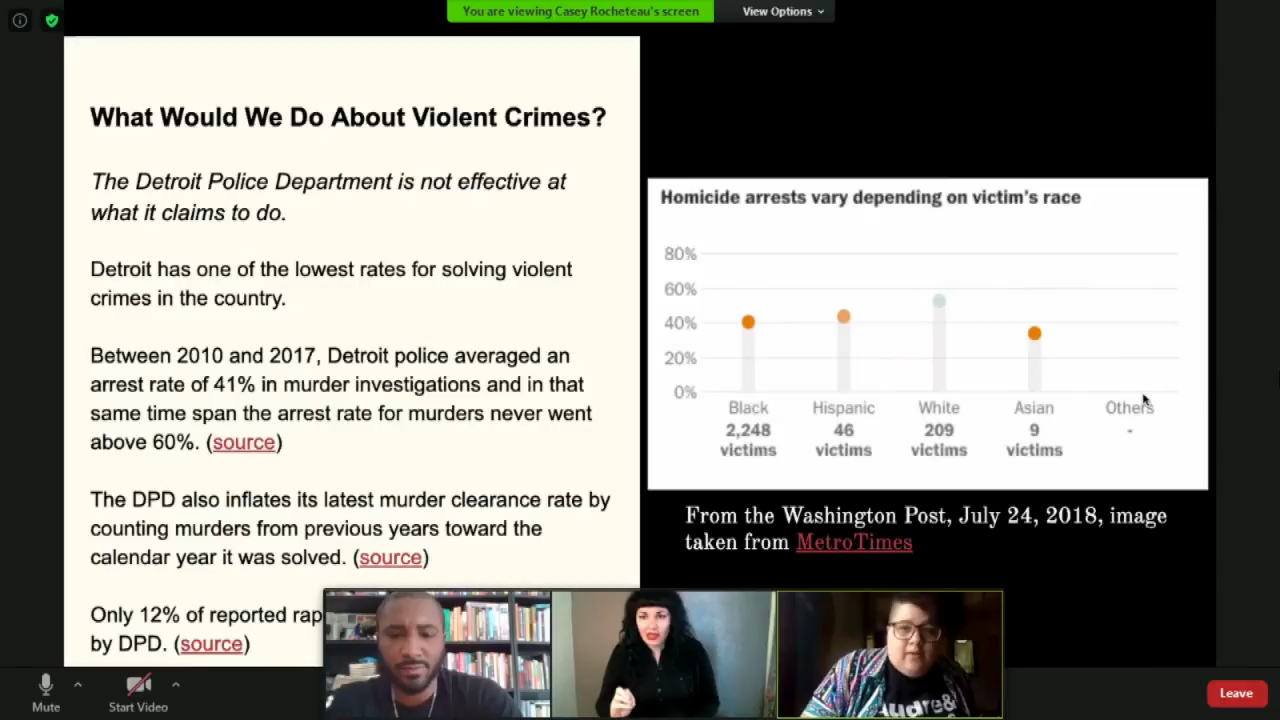 You are viewing Casey Rocheteau's screen
View Options
What Would We Do About Violent Crimes?
The Detroit Police Department is not effective at
what it claims to do.
Detroit has one of the lowest rates for solving violent
crimes in the country.
Between 2010 and 2017, Detroit police averaged an
arrest rate of 41% in murder investigations and in that
same time span the arrest rate for murders never went
above 60%. (source)
The DPD also inflates its latest murder clearance rate by
counting murders from previous years toward the
calendar year it was solved. (source)
Only 12% of reported rap
by DPD. (source)
Homicide arrests vary depending on victim's race
80%
60%
40%
20%
0%
Black Hispanic White Asian Others
2,248 46 209 9 -
victims victims victims victims
From the Washington Post, July 24, 2018, image
taken from MetroTimes
Mute
Start Video
Leave